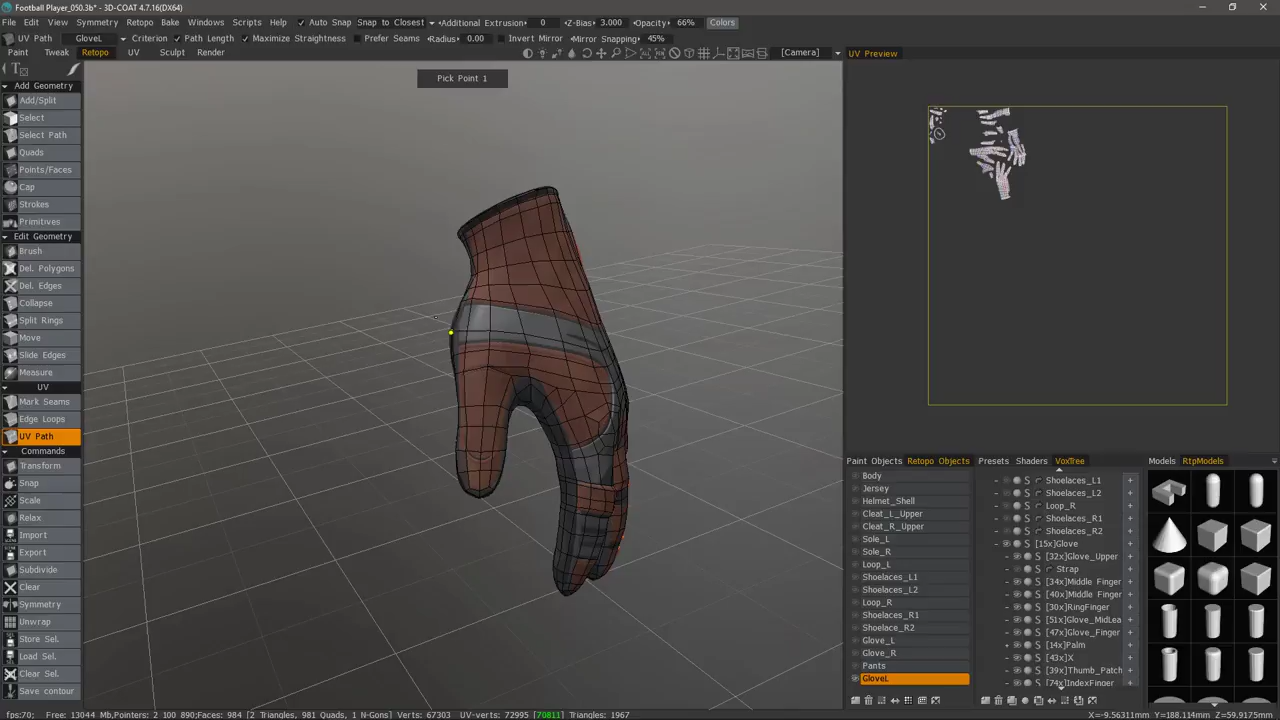 Football Player_050.3b* - 3D-COAT 4.7.16(DX64)
File Edit View Symmetry Retopo Bake Windows Scripts Help Auto Snap Snap to Closest Additional Extrusion 0 Z-Bias 3.000 Opacity 66% Colors
UV Path GloveL Criterion Path Length Maximize Straightness Prefer Seams Radius 0.00 Invert Mirror Mirror Snapping 45%
Paint Tweak Retopo UV Sculpt Render [Camera] UV Preview
Pick Point 1
Add Geometry
Add/Split
Select
Select Path
Quads
Points/Faces
Cap
Strokes
Primitives
Edit Geometry
Brush
Del. Polygons
Del. Edges
Collapse
Split Rings
Move
Slide Edges
Measure
UV
Mark Seams
Edge Loops
UV Path
Commands
Transform
Snap
Scale
Relax
Import
Export
Subdivide
Clear
Symmetry
Unwrap
Store Sel.
Load Sel.
Clear Sel.
Save contour
Paint Objects Retopo Objects
Body
Jersey
Helmet_Shell
Cleat_L_Upper
Cleat_R_Upper
Sole_L
Sole_R
Loop_L
Shoelaces_L1
Shoelaces_L2
Loop_R
Shoelaces_R1
Shoelace_R2
Glove_L
Glove_R
Pants
GloveL
Presets Shaders VoxTree
Shoelaces_L1
Shoelaces_L2
Loop_R
Shoelaces_R1
Shoelaces_R2
[15x]Glove
[32x]Glove_Upper
Strap
[34x]Middle Finger
[40x]Middle Finger
[30x]RingFinger
[51x]Glove_MidLea
[47x]Glove_Finger
[14x]Palm
[43x]X
[39x]Thumb_Patch
[74x]IndexFinger
Models RtpModels
fps:70; Free: 13044 Mb,Pointers: 2 100 890;Faces: 984 [2 Triangles, 981 Quads, 1 N-Gons] Verts: 67303 UV-verts: 72995 [70811] Triangles: 1967 X=-9.56311mm Y=188.114mm Z=59.9175mm